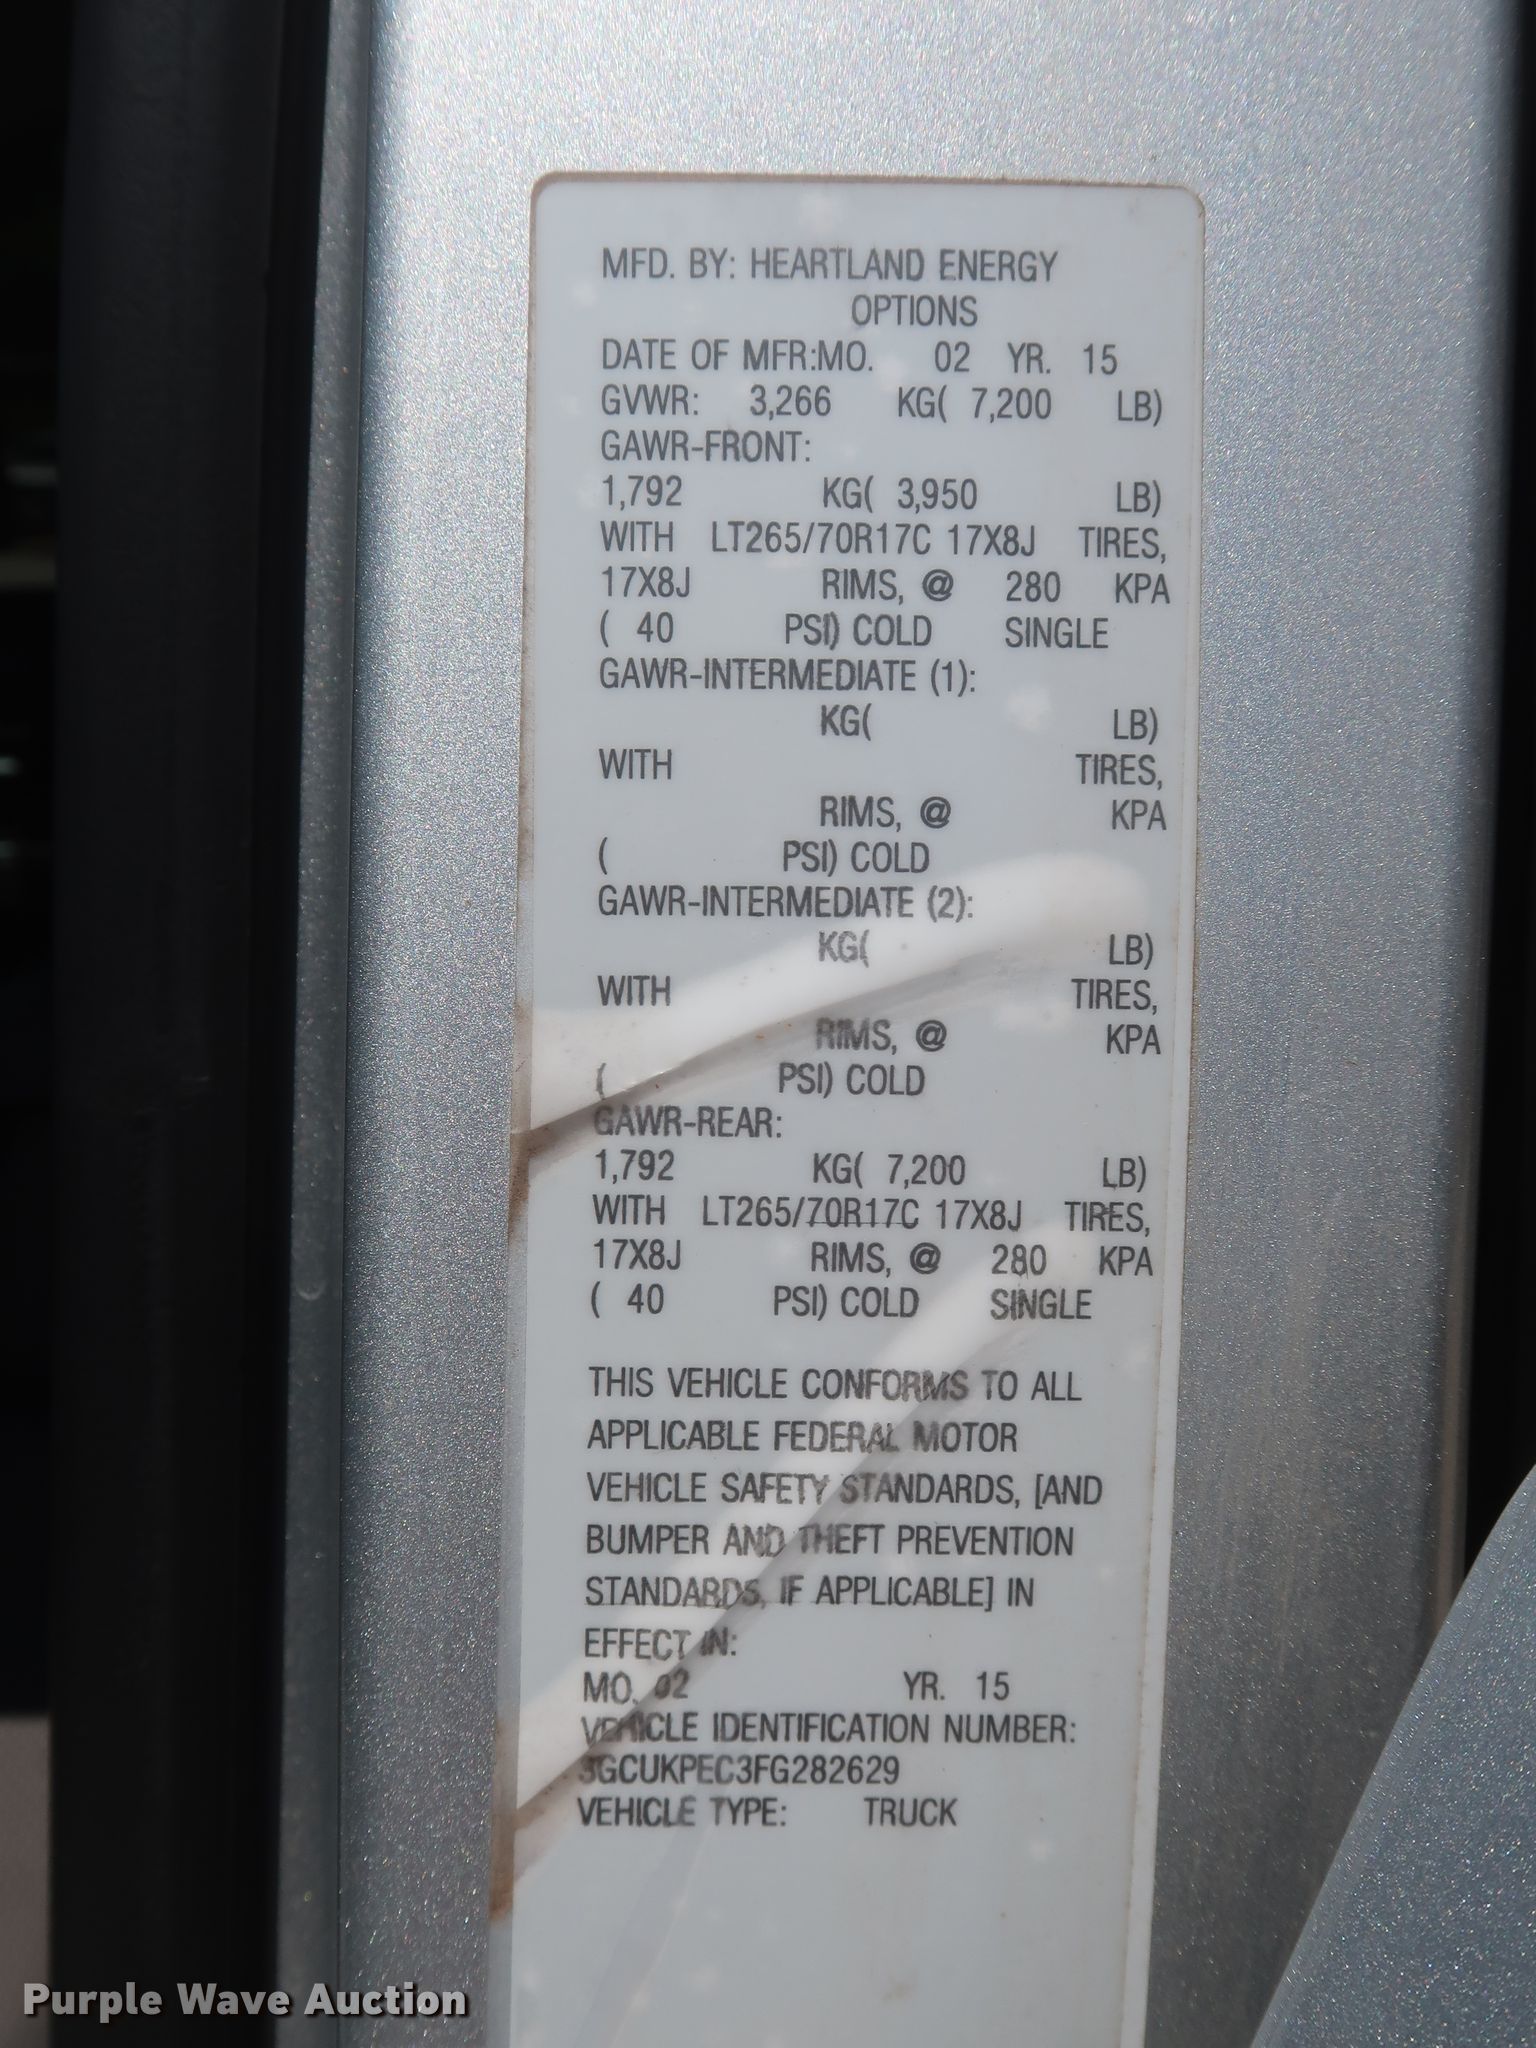 MFD. BY: HEARTLAND ENERGY
OPTIONS
DATE OF MFR:MO. 02 YR. 15
GVWR: 3,266 KG( 7,200 LB)
GAWR-FRONT:
1,792 KG( 3,950 LB)
WITH LT265/70R17C 17X8J TIRES,
17X8J RIMS, @ 280 KPA
( 40 PSI) COLD SINGLE
GAWR-INTERMEDIATE (1):
KG( LB)
WITH TIRES,
RIMS, @ KPA
( PSI) COLD
GAWR-INTERMEDIATE (2):
KG( LB)
WITH TIRES,
RIMS, @ KPA
( PSI) COLD
GAWR-REAR:
1,792 KG( 7,200 LB)
WITH LT265/70R17C 17X8J TIRES,
17X8J RIMS, @ 280 KPA
( 40 PSI) COLD SINGLE
THIS VEHICLE CONFORMS TO ALL
APPLICABLE FEDERAL MOTOR
VEHICLE SAFETY STANDARDS, [AND
BUMPER AND THEFT PREVENTION
STANDARDS, IF APPLICABLE] IN
EFFECT IN:
MO. 02 YR. 15
VEHICLE IDENTIFICATION NUMBER:
3GCUKPEC3FG282629
VEHICLE TYPE: TRUCK
Purple Wave Auction